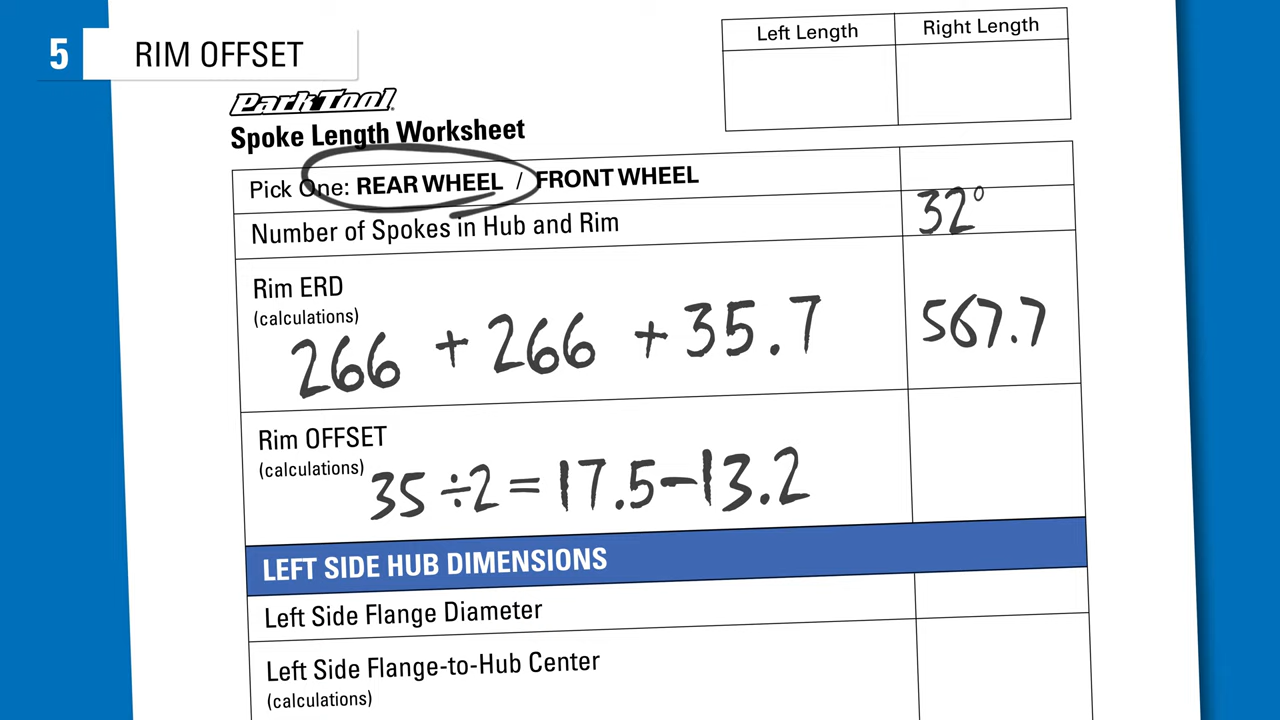 5 RIM OFFSET
Left Length Right Length
ParkTool
Spoke Length Worksheet
Pick One: REAR WHEEL / FRONT WHEEL
Number of Spokes in Hub and Rim 32°
Rim ERD
(calculations)
266 + 266 + 35.7 567.7
Rim OFFSET
(calculations)
35 ÷ 2 = 17.5 – 13.2
LEFT SIDE HUB DIMENSIONS
Left Side Flange Diameter
Left Side Flange-to-Hub Center
(calculations)